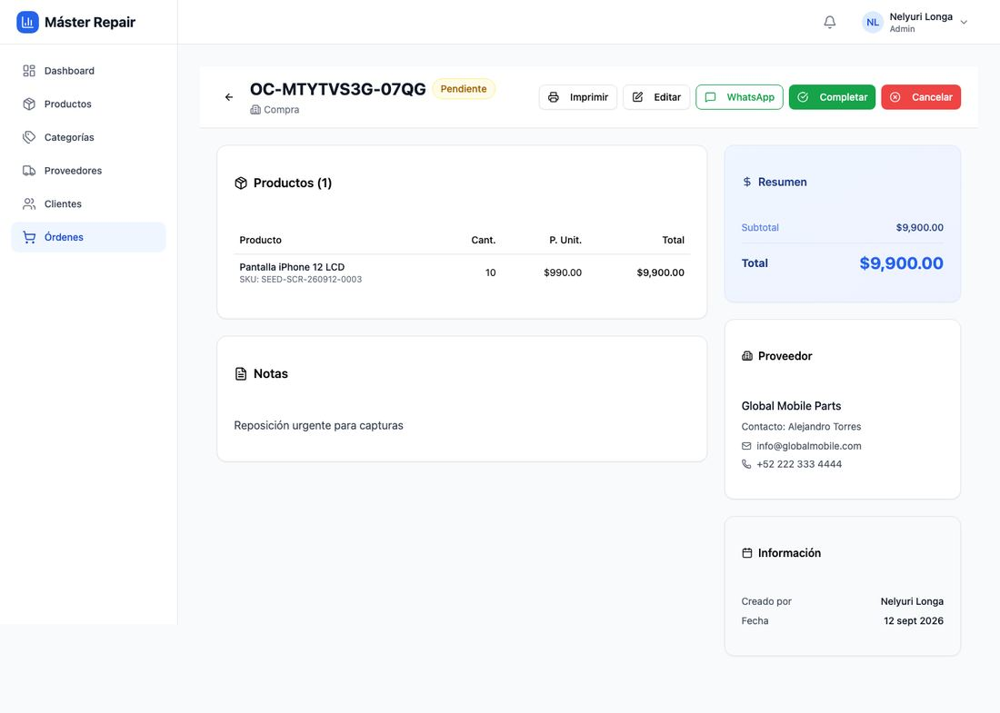 Máster Repair
NL
Nelyuri Longa
Admin
Dashboard
Productos
Categorías
Proveedores
Clientes
Órdenes
OC-MTYTVS3G-07QG
Pendiente
Compra
Imprimir
Editar
WhatsApp
Completar
Cancelar
Productos (1)
Producto Cant. P. Unit. Total
Pantalla iPhone 12 LCD
SKU: SEED-SCR-260912-0003
10 $990.00 $9,900.00
Notas
Reposición urgente para capturas
Resumen
Subtotal $9,900.00
Total $9,900.00
Proveedor
Global Mobile Parts
Contacto: Alejandro Torres
info@globalmobile.com
+52 222 333 4444
Información
Creado por Nelyuri Longa
Fecha 12 sept 2026